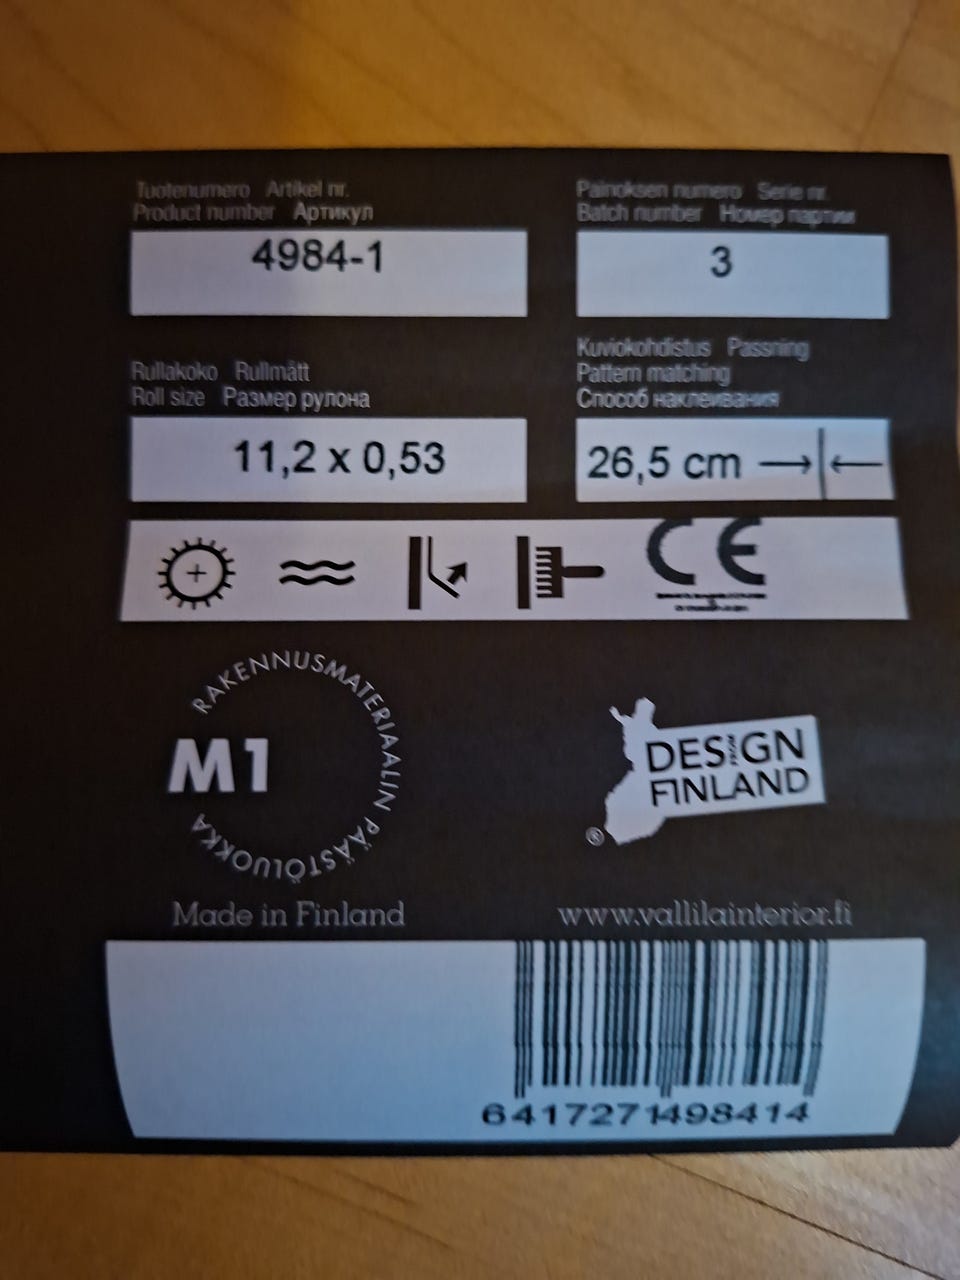 Tuotenumero Artikel nr.
Product number Артикул
4984-1
Painoksen numero Serie nr.
Batch number Номер партии
3
Rullakoko Rullmått
Roll size Размер рулона
11,2 x 0,53
Kuviokohdistus Passning
Pattern matching
Способ наклеивания
26,5 cm
CE
RAKENNUSMATERIAALIN PÄÄSTÖLUOKKA
M1
DESIGN
FROM
FINLAND
®
Made in Finland
www.vallilainterior.fi
6417271498414